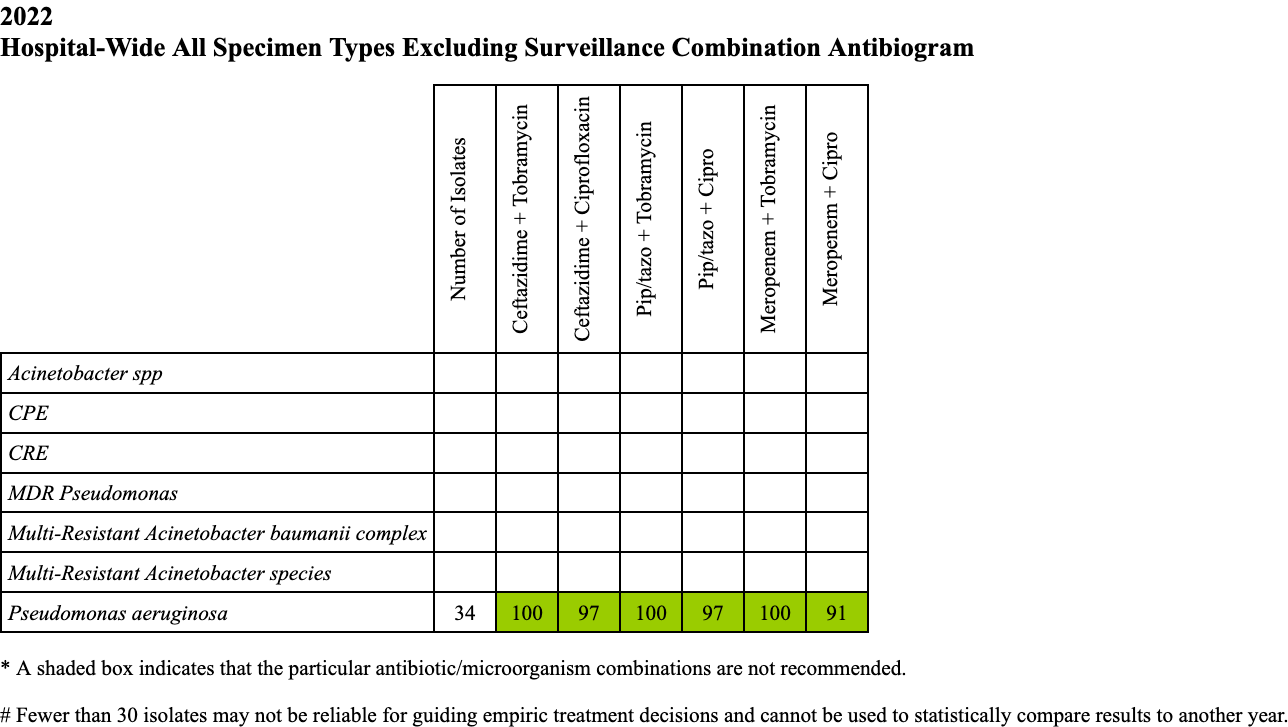 2022
Hospital-Wide All Specimen Types Excluding Surveillance Combination Antibiogram
Number of Isolates
Ceftazidime + Tobramycin
Ceftazidime + Ciprofloxacin
Pip/tazo + Tobramycin
Pip/tazo + Cipro
Meropenem + Tobramycin
Meropenem + Cipro
Acinetobacter spp
CPE
CRE
MDR Pseudomonas
Multi-Resistant Acinetobacter baumanii complex
Multi-Resistant Acinetobacter species
Pseudomonas aeruginosa 34 100 97 100 97 100 91
* A shaded box indicates that the particular antibiotic/microorganism combinations are not recommended.
# Fewer than 30 isolates may not be reliable for guiding empiric treatment decisions and cannot be used to statistically compare results to another year.